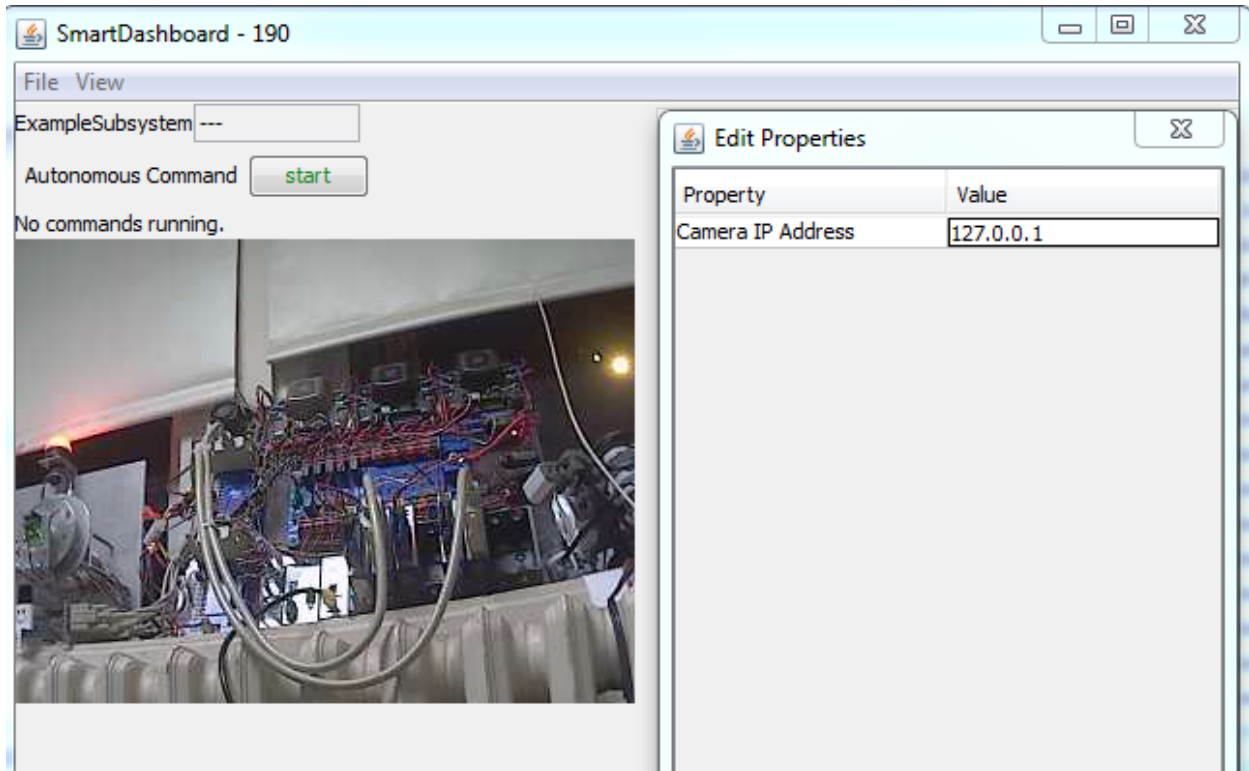 SmartDashboard - 190
File View
ExampleSubsystem ---
Autonomous Command start
No commands running.
Edit Properties
Property Value
Camera IP Address 127.0.0.1